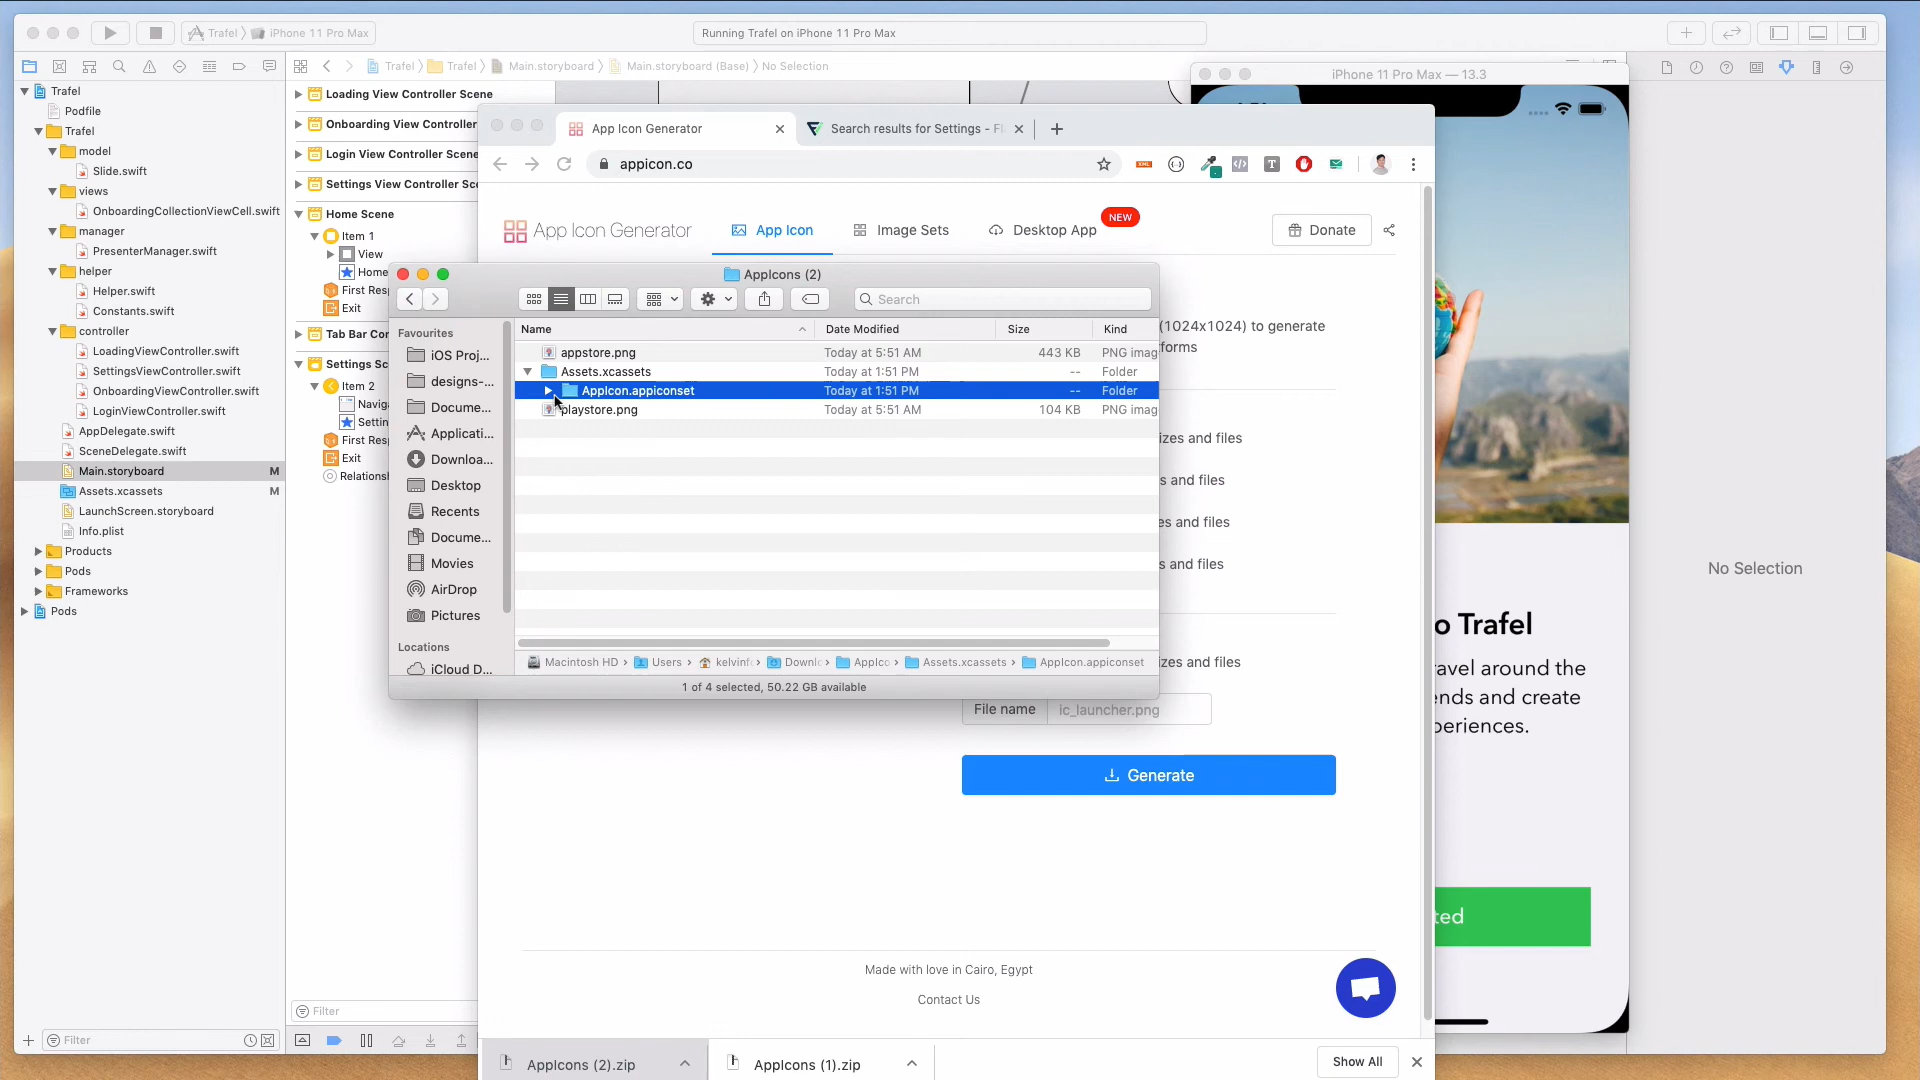 Trafel
iPhone 11 Pro Max
Running Trafel on iPhone 11 Pro Max
Trafel
Trafel
Main.storyboard
Main.storyboard (Base)
No Selection
Trafel
Podfile
Trafel
model
Slide.swift
views
OnboardingCollectionViewCell.swift
manager
PresenterManager.swift
helper
Helper.swift
Constants.swift
controller
LoadingViewController.swift
SettingsViewController.swift
OnboardingViewController.swift
LoginViewController.swift
AppDelegate.swift
SceneDelegate.swift
Main.storyboard M
Assets.xcassets M
LaunchScreen.storyboard
Info.plist
Products
Pods
Frameworks
Pods
Filter
Loading View Controller Scene
Onboarding View Controller
Login View Controller Scene
Settings View Controller Sce
Home Scene
Item 1
View
Home
First Res
Exit
Tab Bar Cor
Settings Sc
Item 2
Naviga
Settin
First Res
Exit
Relations
Filter
App Icon Generator
Search results for Settings - Fl
appicon.co
App Icon Generator
App Icon
Image Sets
Desktop App
NEW
Donate
(1024x1024) to generate
forms
zes and files
s and files
es and files
s and files
zes and files
File name
ic_launcher.png
Generate
Made with love in Cairo, Egypt
Contact Us
AppIcons (2).zip
AppIcons (1).zip
Show All
AppIcons (2)
Search
Favourites
iOS Proj...
designs-...
Docume...
Applicati...
Downloa...
Desktop
Recents
Docume...
Movies
AirDrop
Pictures
Locations
iCloud D...
Name Date Modified Size Kind
appstore.png Today at 5:51 AM 443 KB PNG imag
Assets.xcassets Today at 1:51 PM -- Folder
AppIcon.appiconset Today at 1:51 PM -- Folder
playstore.png Today at 5:51 AM 104 KB PNG imag
Macintosh HD › Users › kelvinf › Downl › AppIco › Assets.xcassets › AppIcon.appiconset
1 of 4 selected, 50.22 GB available
iPhone 11 Pro Max — 13.3
o Trafel
avel around the
ends and create
periences.
ted
No Selection